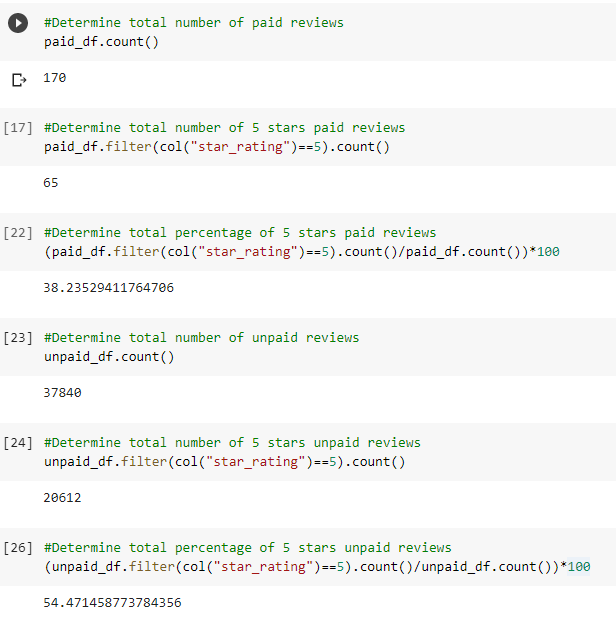 #Determine total number of paid reviews
paid_df.count()
170
[17] #Determine total number of 5 stars paid reviews
paid_df.filter(col("star_rating")==5).count()
65
[22] #Determine total percentage of 5 stars paid reviews
(paid_df.filter(col("star_rating")==5).count()/paid_df.count())*100
38.23529411764706
[23] #Determine total number of unpaid reviews
unpaid_df.count()
37840
[24] #Determine total number of 5 stars unpaid reviews
unpaid_df.filter(col("star_rating")==5).count()
20612
[26] #Determine total percentage of 5 stars unpaid reviews
(unpaid_df.filter(col("star_rating")==5).count()/unpaid_df.count())*100
54.471458773784356